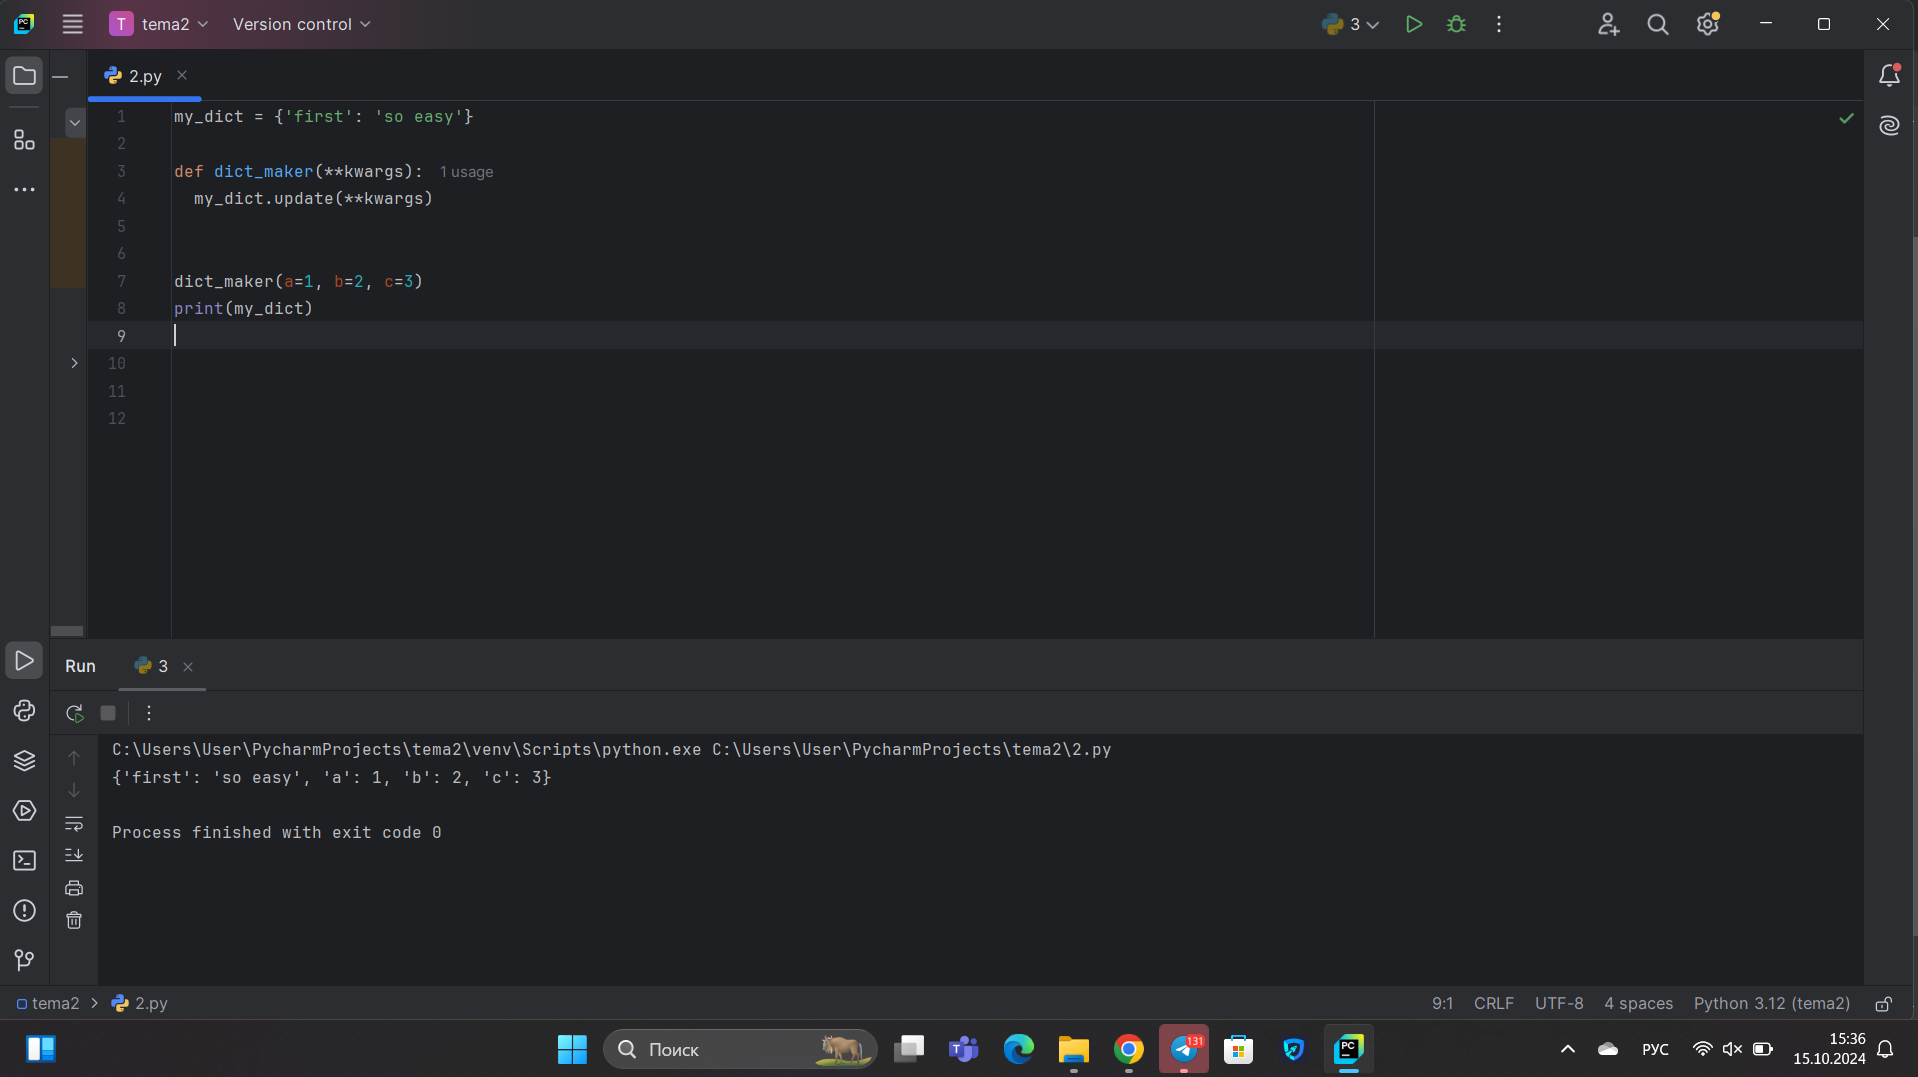 PC
T tema2 Version control
3
2.py
1 my_dict = {'first': 'so easy'}
2
3 def dict_maker(**kwargs): 1 usage
4 my_dict.update(**kwargs)
5
6
7 dict_maker(a=1, b=2, c=3)
8 print(my_dict)
9
10
11
12
Run 3
C:\Users\User\PycharmProjects\tema2\venv\Scripts\python.exe C:\Users\User\PycharmProjects\tema2\2.py
{'first': 'so easy', 'a': 1, 'b': 2, 'c': 3}
Process finished with exit code 0
tema2 2.py 9:1 CRLF UTF-8 4 spaces Python 3.12 (tema2)
Поиск 131 PC РУС 15:36
15.10.2024